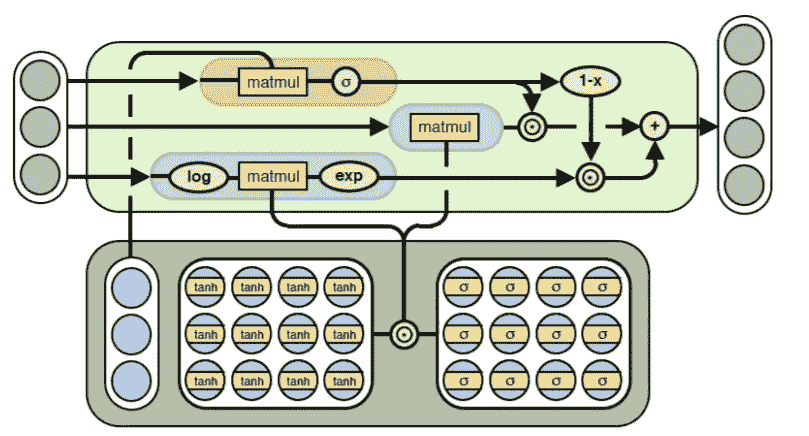 matmul σ 1-x
matmul +
log matmul exp
tanh tanh tanh tanh σ σ σ σ
tanh tanh tanh tanh σ σ σ σ
tanh tanh tanh tanh σ σ σ σ